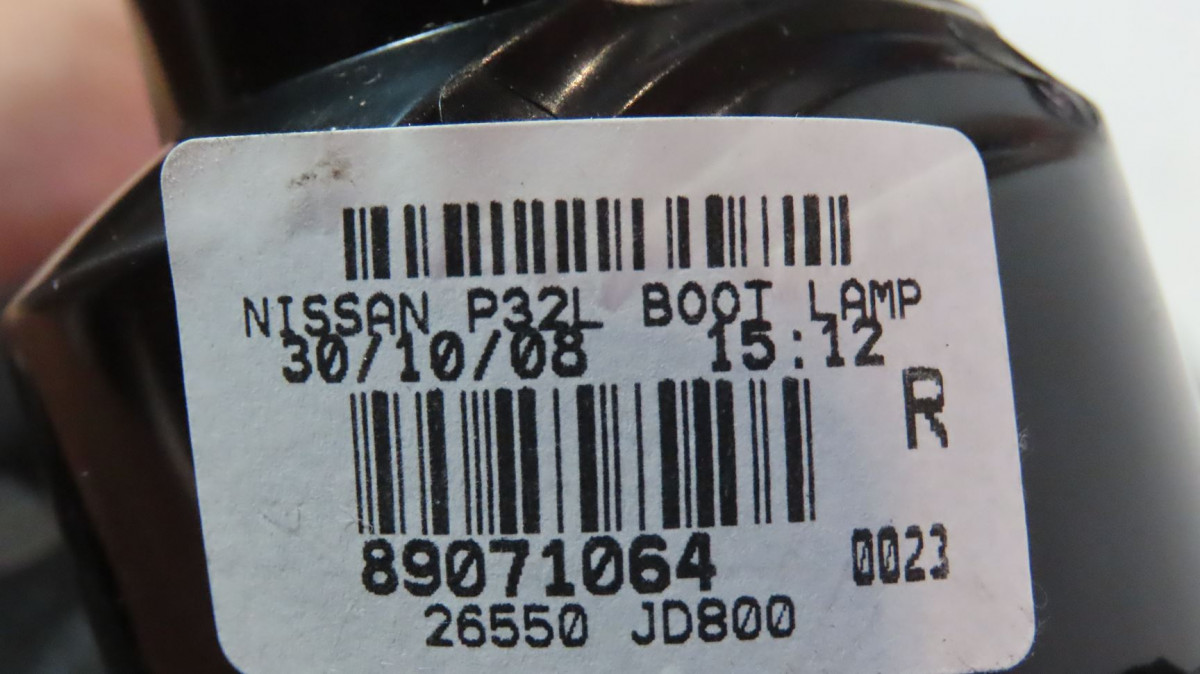 NISSAN P32L BOOT LAMP
30/10/08 15:12
R
89071064 0023
26550 JD800